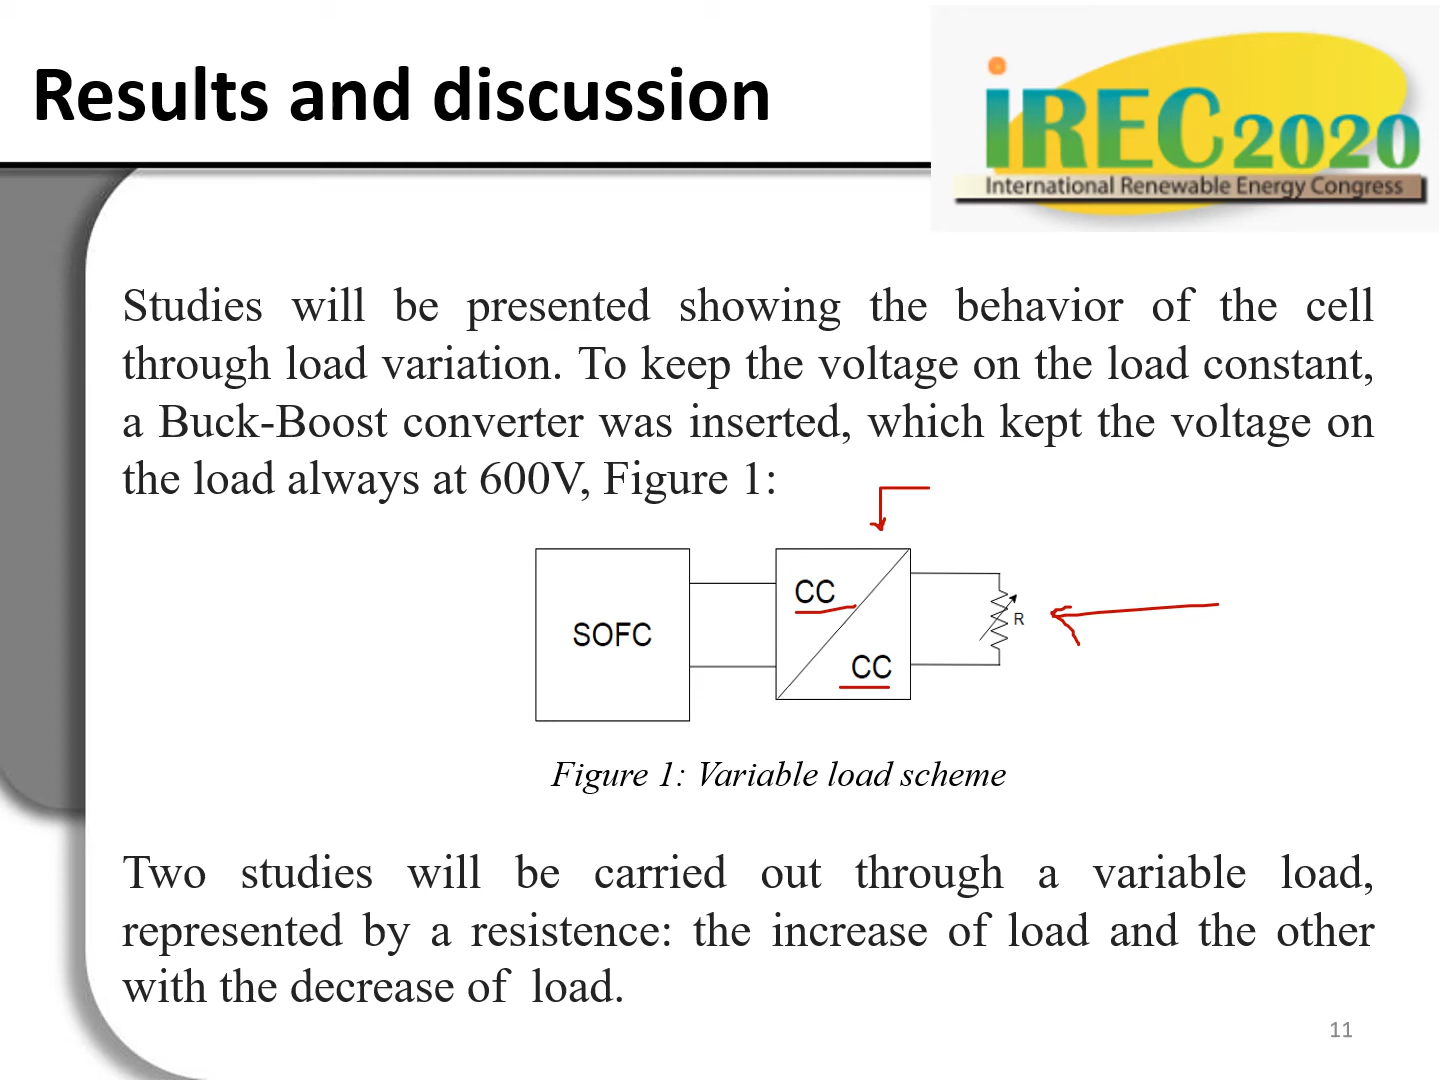 Results and discussion
iREC2020
International Renewable Energy Congress
Studies will be presented showing the behavior of the cell
through load variation. To keep the voltage on the load constant,
a Buck-Boost converter was inserted, which kept the voltage on
the load always at 600V, Figure 1:
SOFC
CC
CC
R
Figure 1: Variable load scheme
Two studies will be carried out through a variable load,
represented by a resistence: the increase of load and the other
with the decrease of load.
11